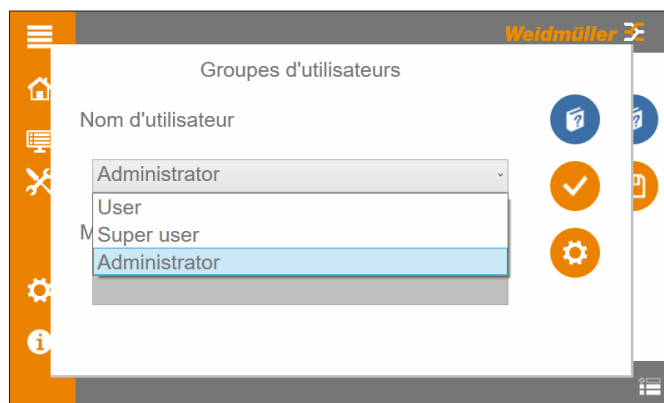 Weidmüller
Groupes d'utilisateurs
Nom d'utilisateur
Administrator
User
Super user
Administrator